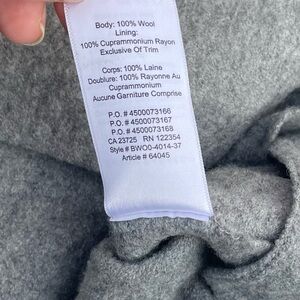 Body: 100% Wool
Lining:
100% Cuprammonium Rayon
Exclusive Of Trim
Corps: 100% Laine
Doublure: 100% Rayonne Au
Cuprammonium
Aucune Garniture Comprise
P.O. # 4500073166
P.O. # 4500073167
P.O. # 4500073168
CA 23725 RN 122354
Style # BWO0-4014-37
Article # 64045